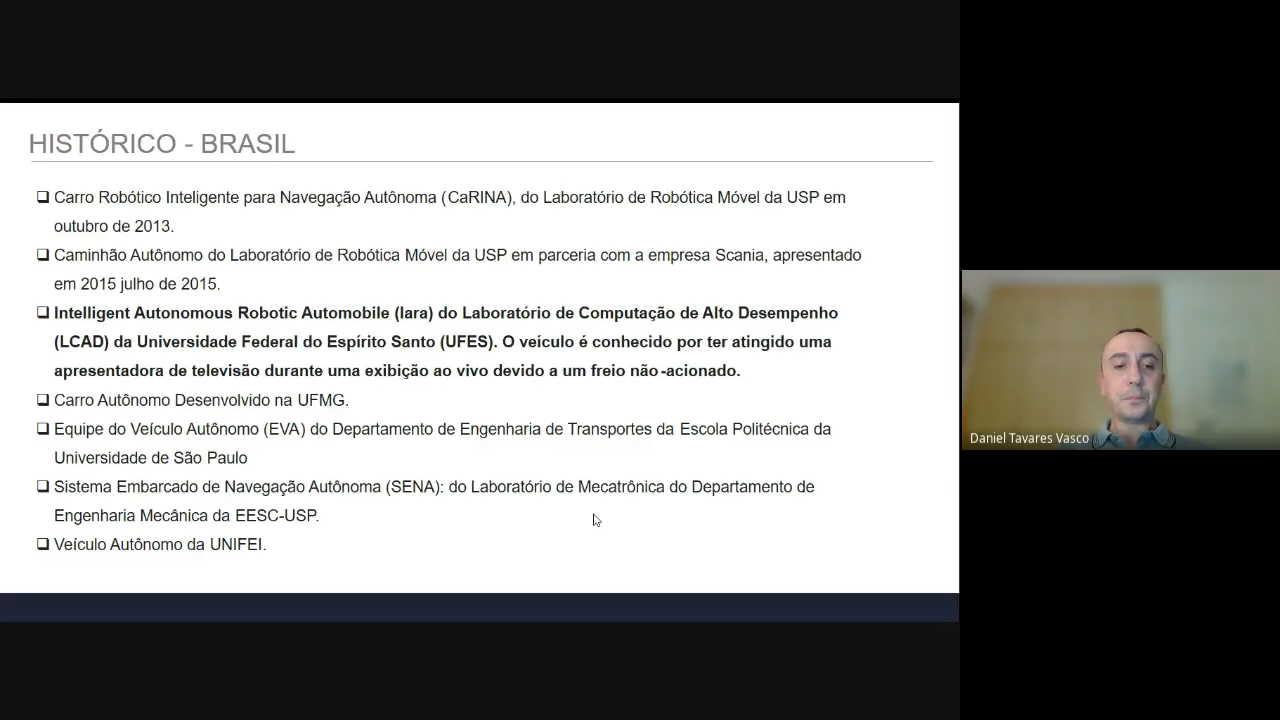 HISTÓRICO - BRASIL
Carro Robótico Inteligente para Navegação Autônoma (CaRINA), do Laboratório de Robótica Móvel da USP em
outubro de 2013.
Caminhão Autônomo do Laboratório de Robótica Móvel da USP em parceria com a empresa Scania, apresentado
em 2015 julho de 2015.
Intelligent Autonomous Robotic Automobile (Iara) do Laboratório de Computação de Alto Desempenho
(LCAD) da Universidade Federal do Espírito Santo (UFES). O veículo é conhecido por ter atingido uma
apresentadora de televisão durante uma exibição ao vivo devido a um freio não-acionado.
Carro Autônomo Desenvolvido na UFMG.
Equipe do Veículo Autônomo (EVA) do Departamento de Engenharia de Transportes da Escola Politécnica da
Universidade de São Paulo
Sistema Embarcado de Navegação Autônoma (SENA): do Laboratório de Mecatrônica do Departamento de
Engenharia Mecânica da EESC-USP.
Veículo Autônomo da UNIFEI.
Daniel Tavares Vasco